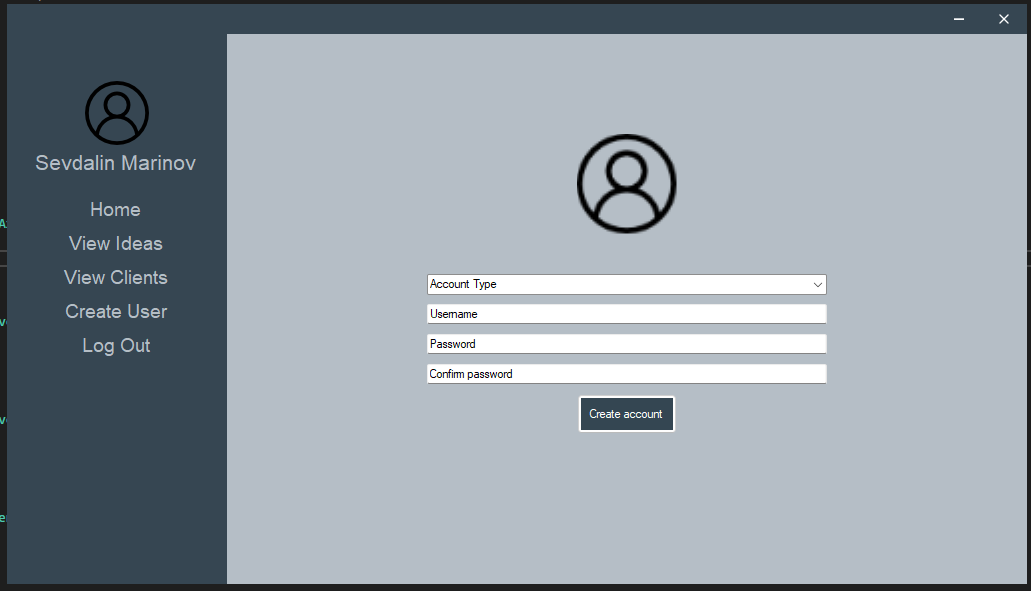 Sevdalin Marinov
Home
View Ideas
View Clients
Create User
Log Out
Account Type
Username
Password
Confirm password
Create account